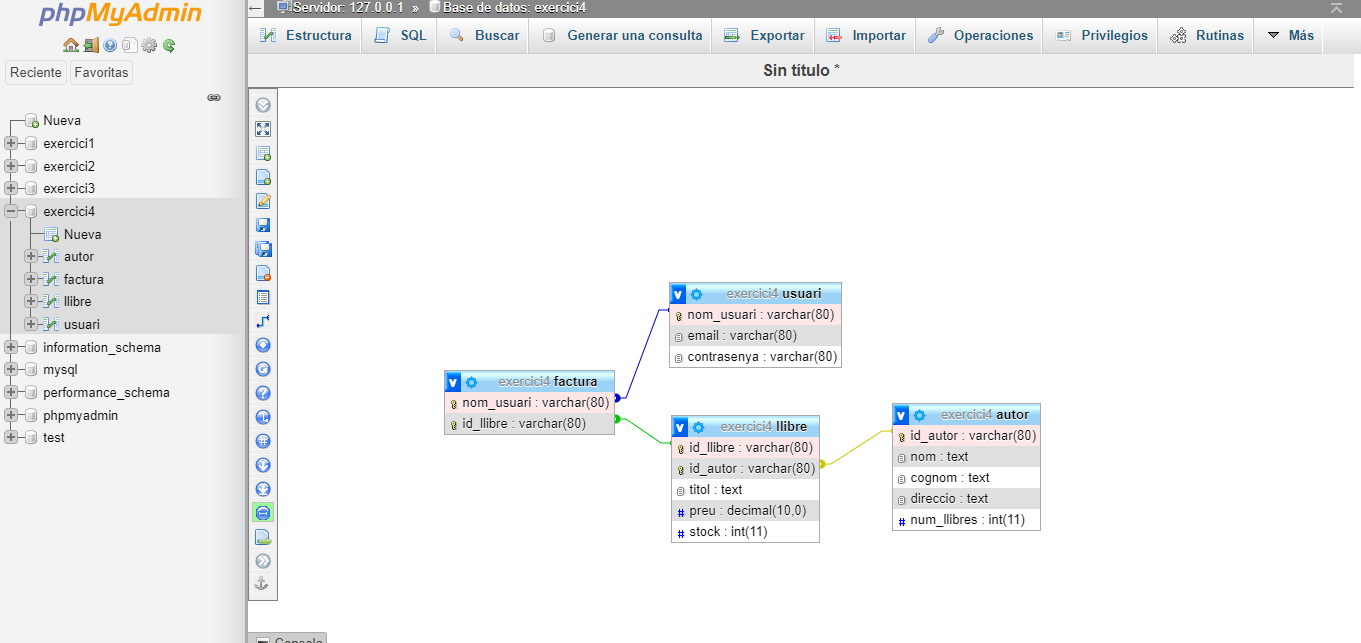 phpMyAdmin
Reciente Favoritas
Nueva
exercici1
exercici2
exercici3
exercici4
Nueva
autor
factura
llibre
usuari
information_schema
mysql
performance_schema
phpmyadmin
test
Servidor: 127.0.0.1 » Base de datos: exercici4
Estructura SQL Buscar Generar una consulta Exportar Importar Operaciones Privilegios Rutinas Más
Sin título *
v exercici4 usuari
nom_usuari : varchar(80)
email : varchar(80)
contrasenya : varchar(80)
v exercici4 factura
nom_usuari : varchar(80)
id_llibre : varchar(80)
v exercici4 llibre
id_llibre : varchar(80)
id_autor : varchar(80)
titol : text
# preu : decimal(10,0)
# stock : int(11)
v exercici4 autor
id_autor : varchar(80)
nom : text
cognom : text
direccio : text
# num_llibres : int(11)
Consola